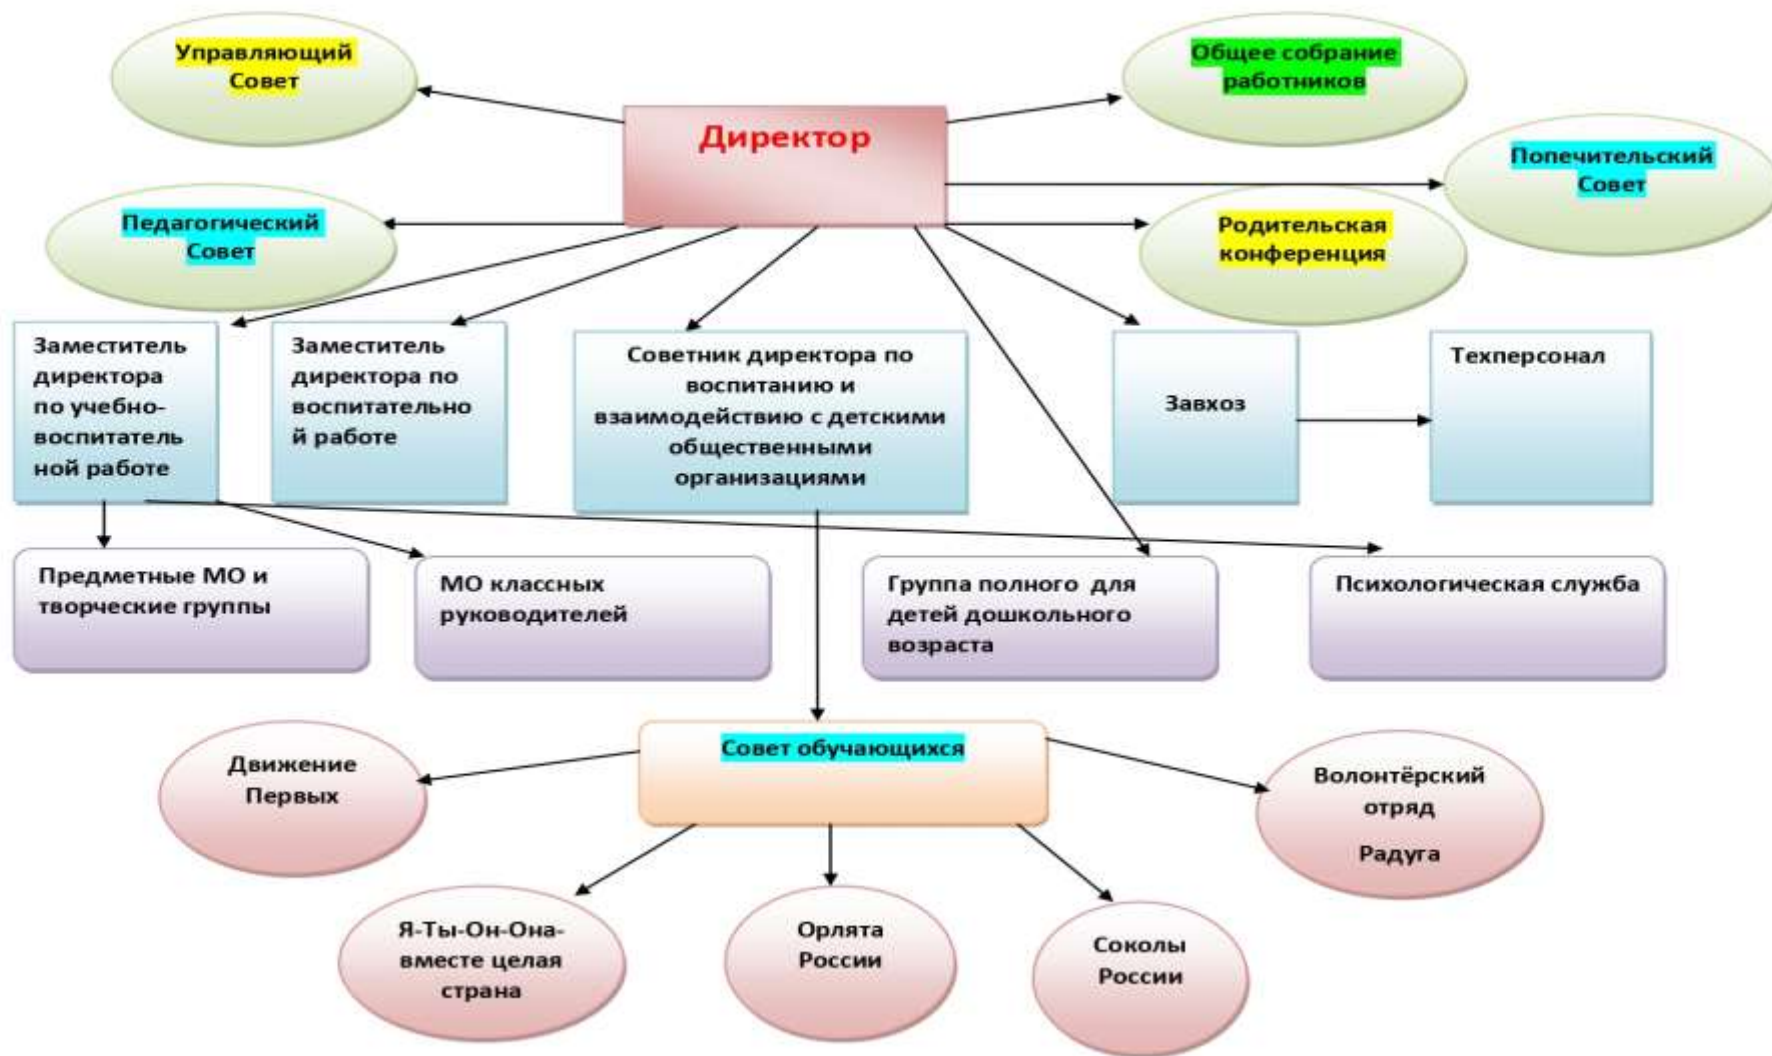 Управляющий
Совет
Общее собрание
работников
Директор
Попечительский
Совет
Педагогический
Совет
Родительская
конференция
Заместитель
директора
по учебно-
воспитатель
ной работе
Заместитель
директора по
воспитательно
й работе
Советник директора по
воспитанию и
взаимодействию с детскими
общественными
организациями
Завхоз
Техперсонал
Предметные МО и
творческие группы
МО классных
руководителей
Группа полного для
детей дошкольного
возраста
Психологическая служба
Совет обучающихся
Движение
Первых
Волонтёрский
отряд
Радуга
Я-Ты-Он-Она-
вместе целая
страна
Орлята
России
Соколы
России